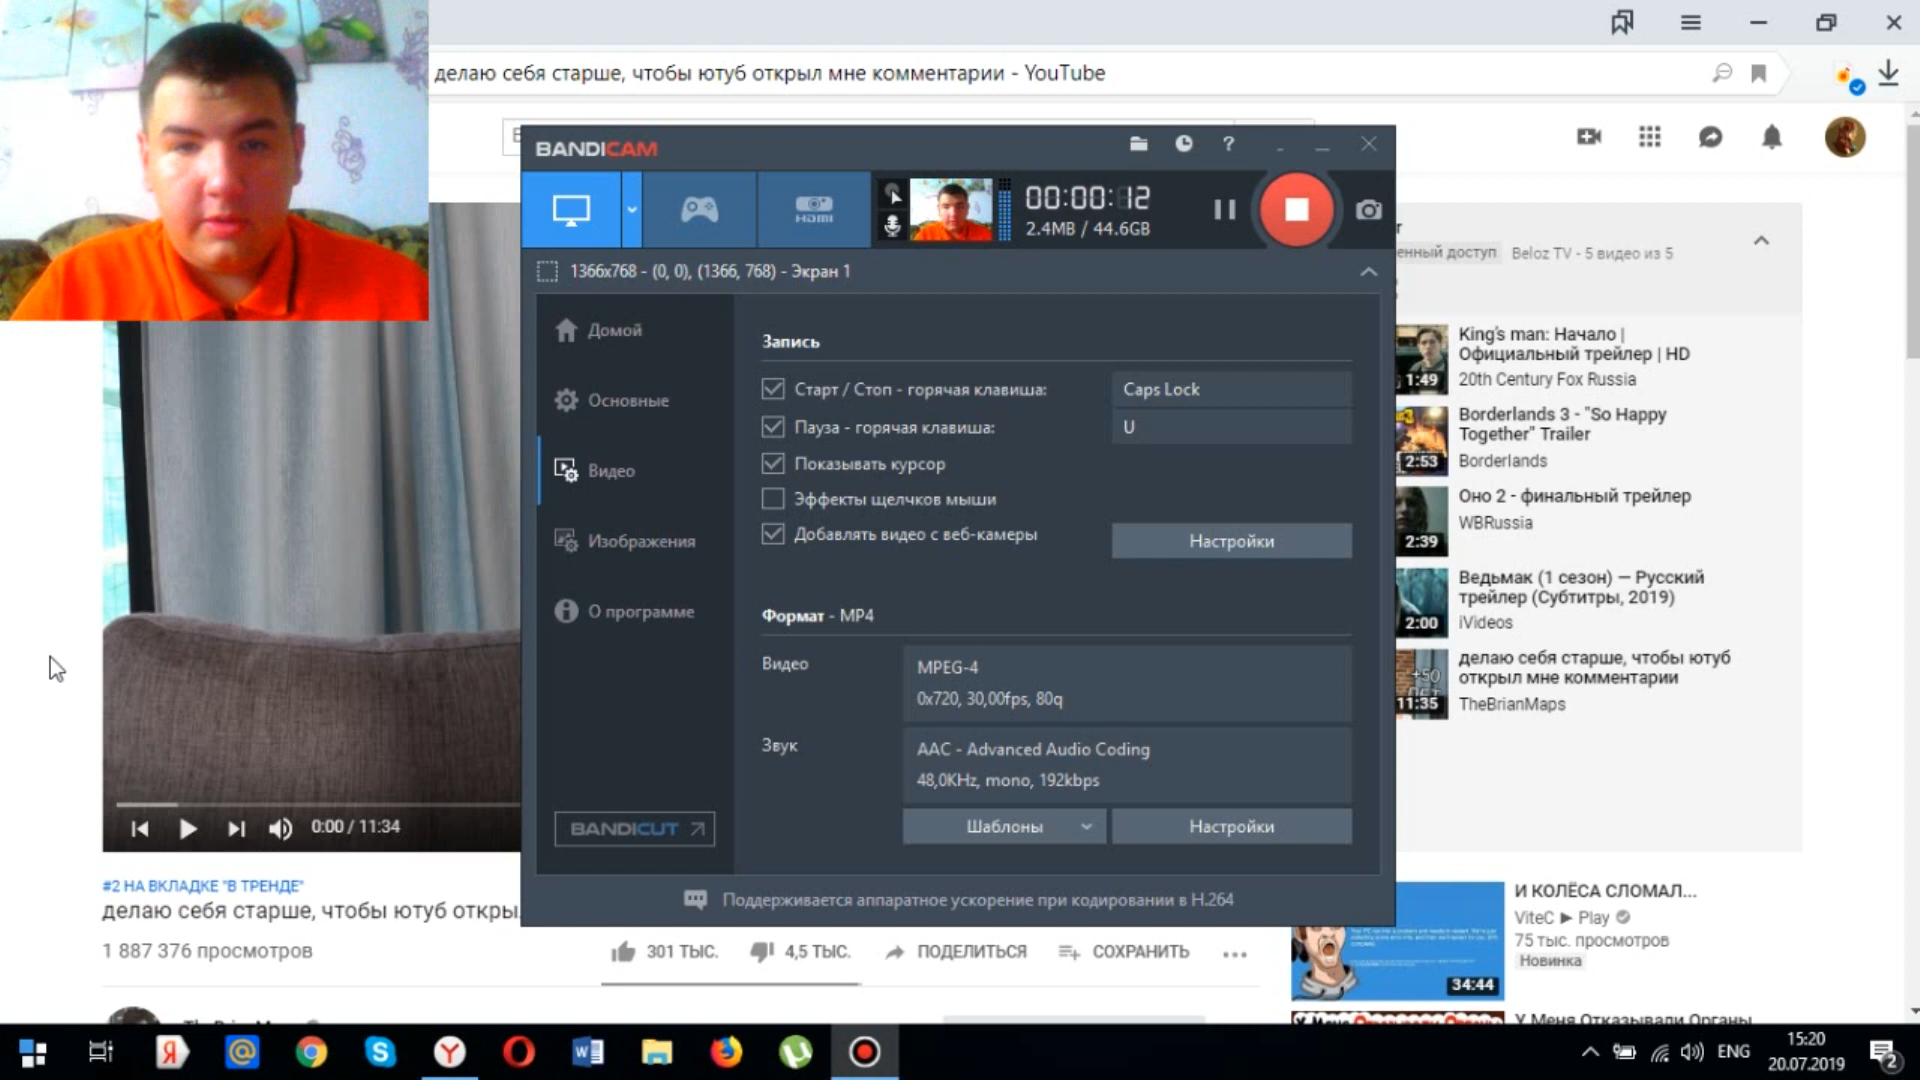 делаю себя старше, чтобы ютуб открыл мне комментарии - YouTube
BANDICAM
?
HDMI
00:00:12
2.4MB / 44.6GB
1366x768 - (0, 0), (1366, 768) - Экран 1
Домой
Основные
Видео
Изображения
О программе
BANDICUT
Запись
Старт / Стоп - горячая клавиша:
Caps Lock
Пауза - горячая клавиша:
U
Показывать курсор
Эффекты щелчков мыши
Добавлять видео с веб-камеры
Настройки
Формат - MP4
Видео
MPEG-4
0x720, 30,00fps, 80q
Звук
AAC - Advanced Audio Coding
48,0KHz, mono, 192kbps
Шаблоны
Настройки
Поддерживается аппаратное ускорение при кодировании в H.264
Beloz TV - 5 видео из 5
King's man: Начало |
Официальный трейлер | HD
20th Century Fox Russia
1:49
Borderlands 3 - "So Happy
Together" Trailer
Borderlands
2:53
Оно 2 - финальный трейлер
WBRussia
2:39
Ведьмак (1 сезон) — Русский
трейлер (Субтитры, 2019)
iVideos
2:00
делаю себя старше, чтобы ютуб
открыл мне комментарии
TheBrianMaps
+50
11:35
0:00 / 11:34
#2 НА ВКЛАДКЕ "В ТРЕНДЕ"
делаю себя старше, чтобы ютуб откры
1 887 376 просмотров
301 ТЫС.
4,5 ТЫС.
ПОДЕЛИТЬСЯ
СОХРАНИТЬ
И КОЛЁСА СЛОМАЛ...
ViteC ► Play
75 тыс. просмотров
Новинка
34:44
У Меня Отказывали Органы
ENG
15:20
20.07.2019
2